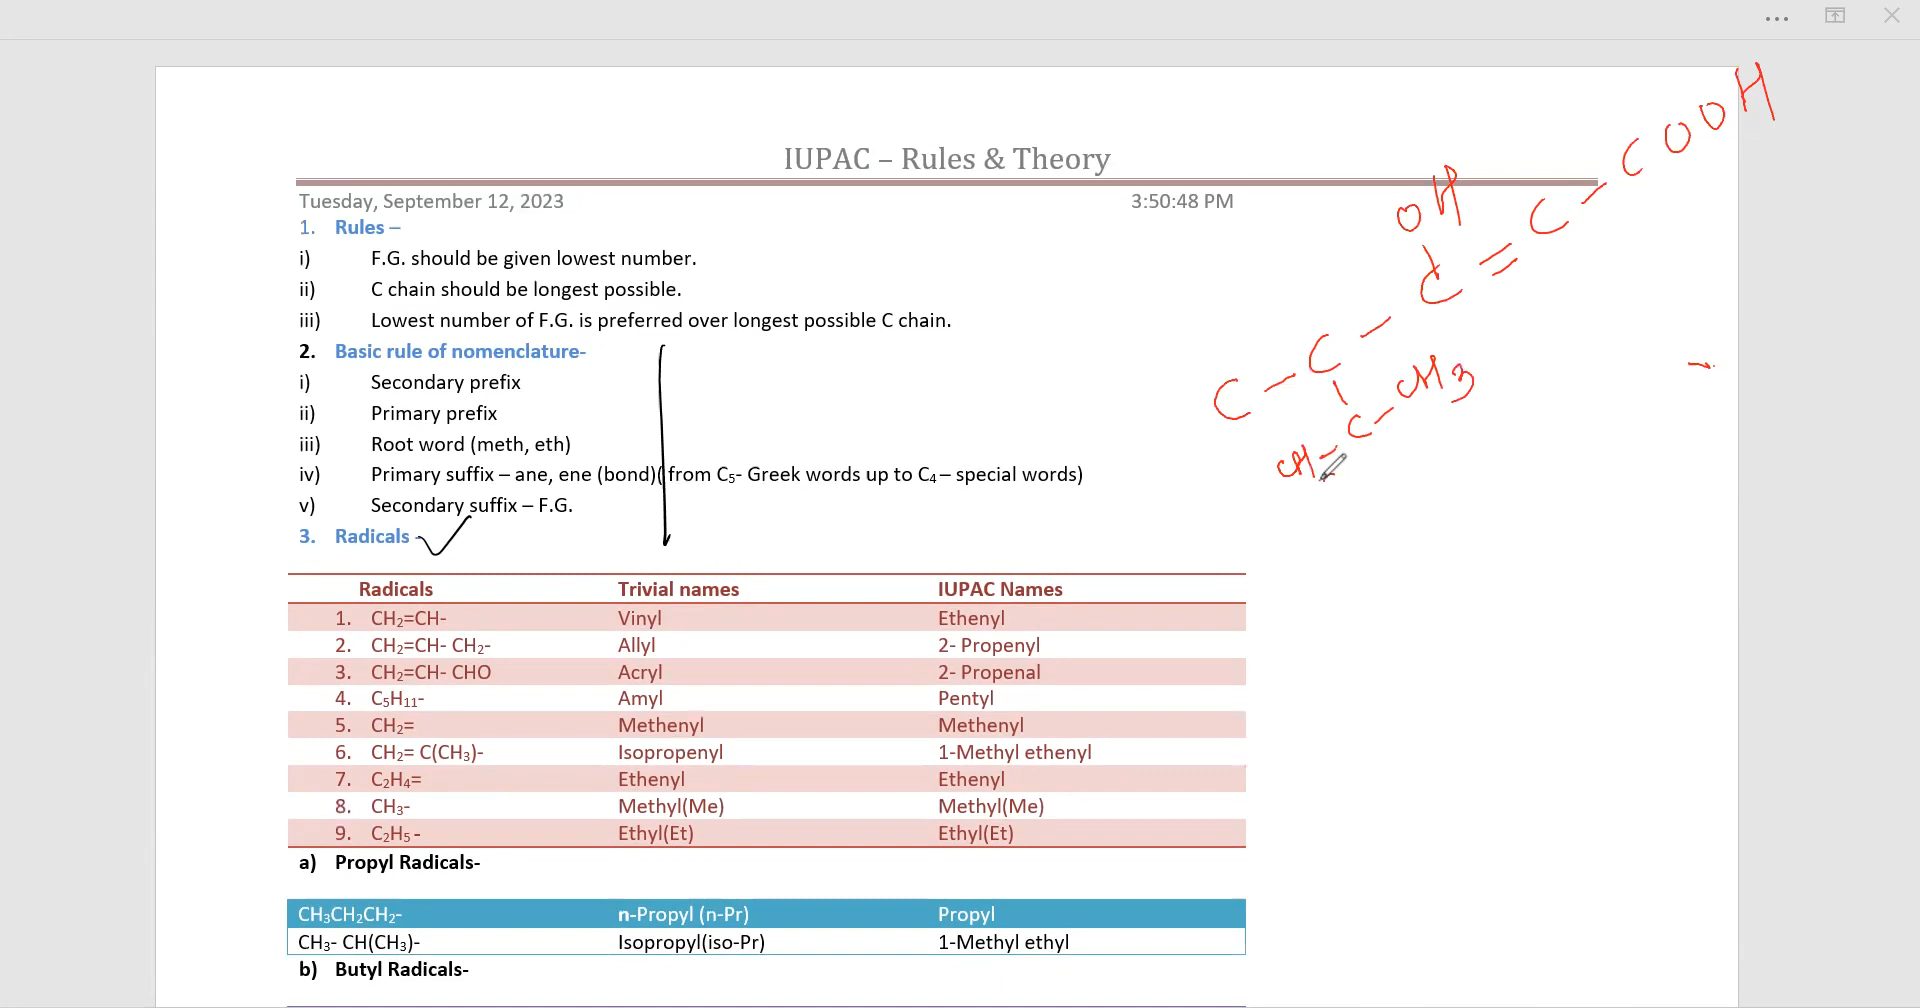 IUPAC – Rules & Theory
Tuesday, September 12, 2023 3:50:48 PM
1. Rules –
i) F.G. should be given lowest number.
ii) C chain should be longest possible.
iii) Lowest number of F.G. is preferred over longest possible C chain.
2. Basic rule of nomenclature-
i) Secondary prefix
ii) Primary prefix
iii) Root word (meth, eth)
iv) Primary suffix – ane, ene (bond)( from C₅- Greek words up to C₄ – special words)
v) Secondary suffix – F.G.
3. Radicals -
Radicals Trivial names IUPAC Names
1. CH₂=CH- Vinyl Ethenyl
2. CH₂=CH- CH₂- Allyl 2- Propenyl
3. CH₂=CH- CHO Acryl 2- Propenal
4. C₅H₁₁- Amyl Pentyl
5. CH₂= Methenyl Methenyl
6. CH₂= C(CH₃)- Isopropenyl 1-Methyl ethenyl
7. C₂H₄= Ethenyl Ethenyl
8. CH₃- Methyl(Me) Methyl(Me)
9. C₂H₅ - Ethyl(Et) Ethyl(Et)
a) Propyl Radicals-
CH₃CH₂CH₂- n-Propyl (n-Pr) Propyl
CH₃- CH(CH₃)- Isopropyl(iso-Pr) 1-Methyl ethyl
b) Butyl Radicals-
OH
C - C - C = C - COOH
CH - C - CH3